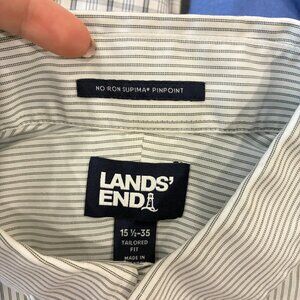 NO IRON SUPIMA® PINPOINT
LANDS'
END
15 ½-35
TAILORED
FIT
MADE IN